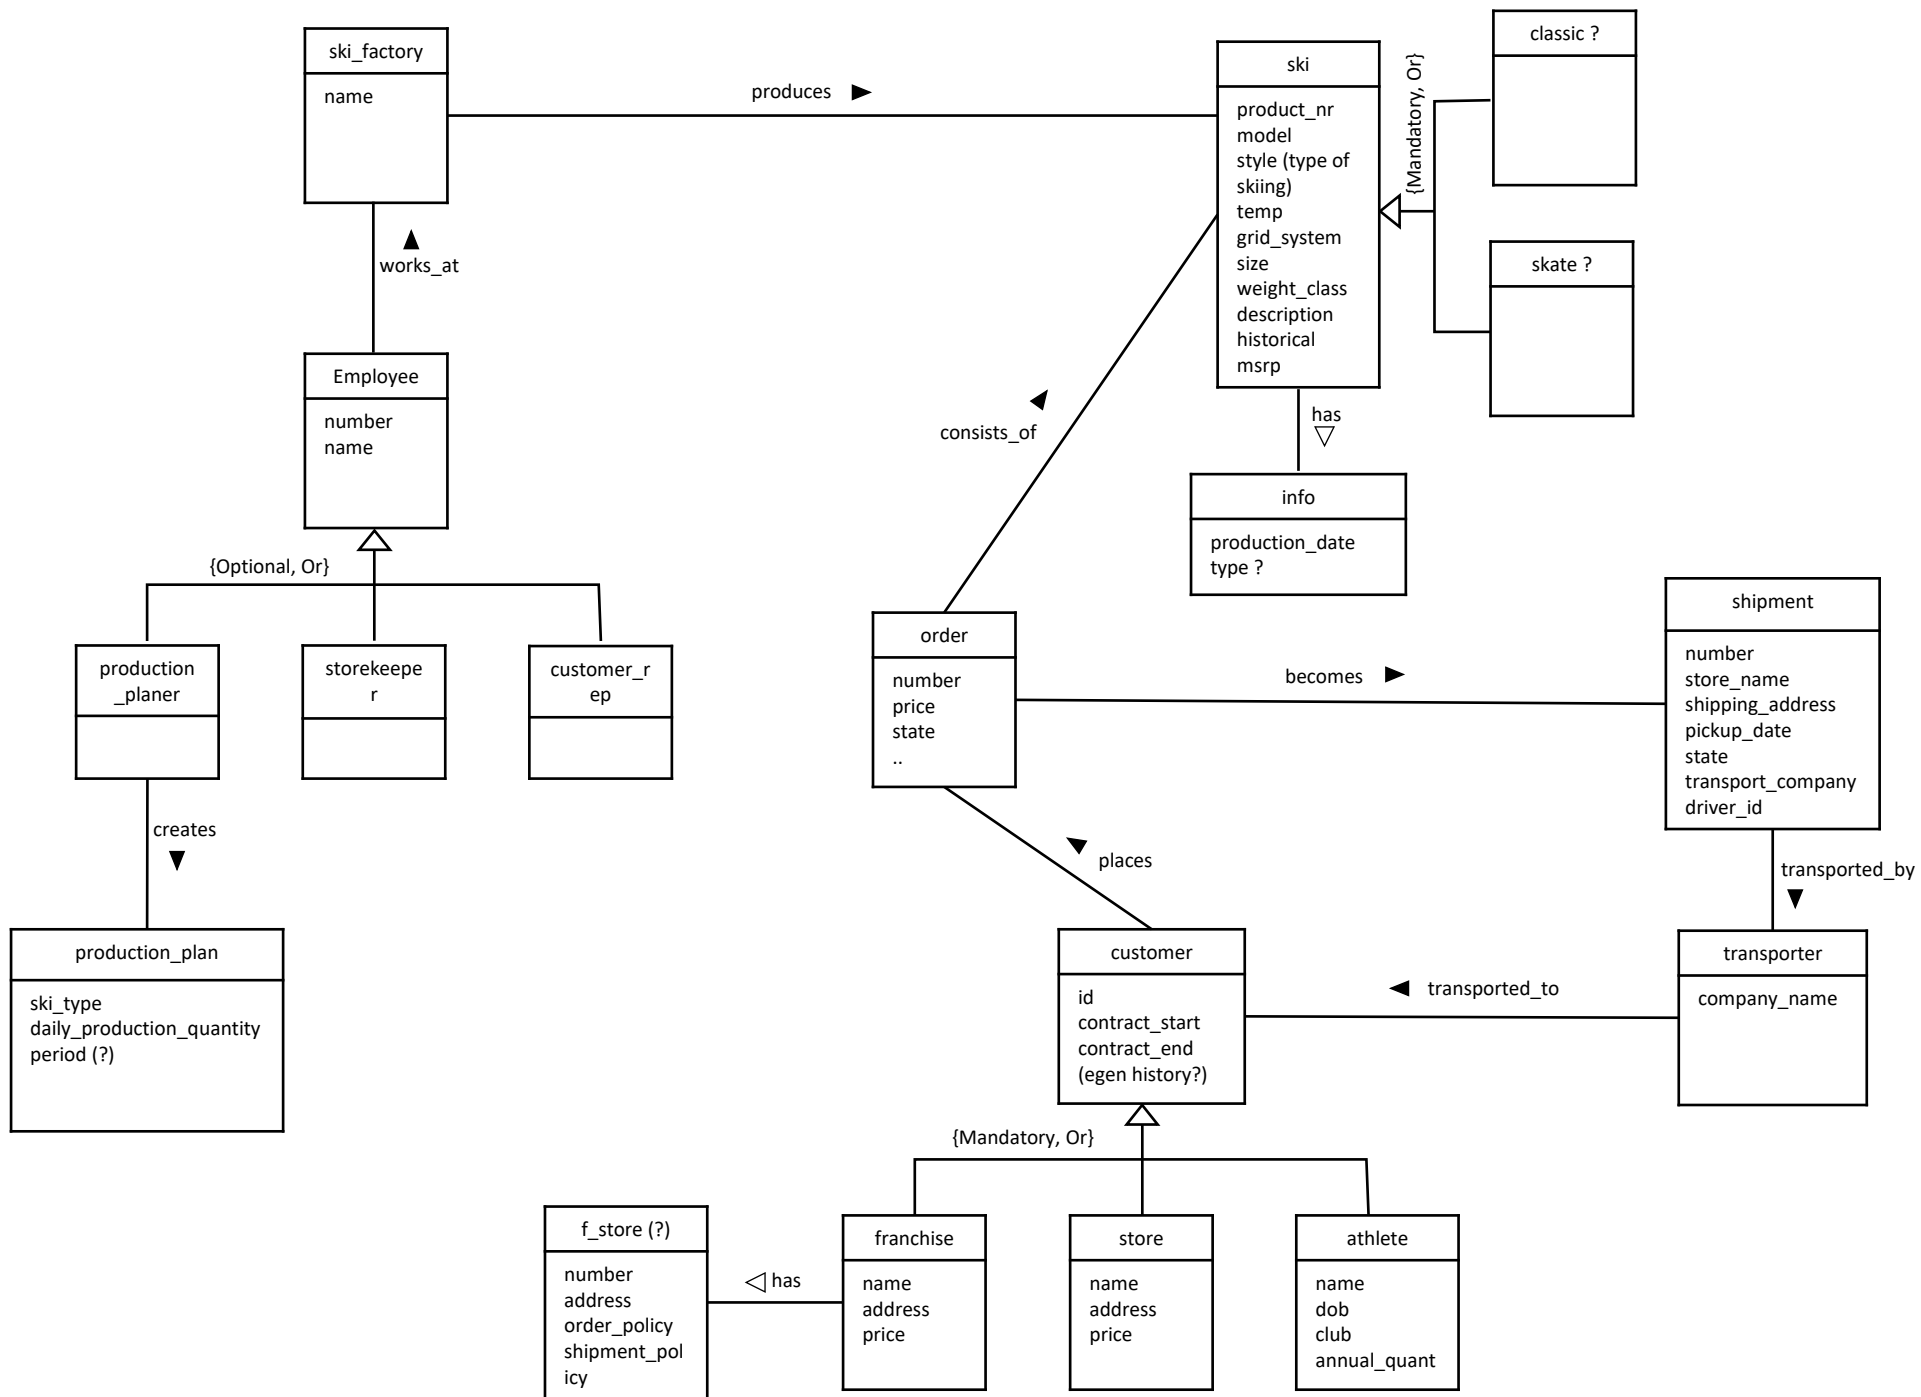 ski_factory
name
produces
ski
product_nr
model
style (type of
skiing)
temp
grid_system
size
weight_class
description
historical
msrp
{Mandatory, Or}
classic ?
skate ?
works_at
Employee
number
name
{Optional, Or}
production
_planer
storekeepe
r
customer_r
ep
creates
production_plan
ski_type
daily_production_quantity
period (?)
consists_of
has
info
production_date
type ?
order
number
price
state
..
becomes
shipment
number
store_name
shipping_address
pickup_date
state
transport_company
driver_id
places
transported_by
customer
id
contract_start
contract_end
(egen history?)
transported_to
transporter
company_name
{Mandatory, Or}
f_store (?)
number
address
order_policy
shipment_pol
icy
has
franchise
name
address
price
store
name
address
price
athlete
name
dob
club
annual_quant